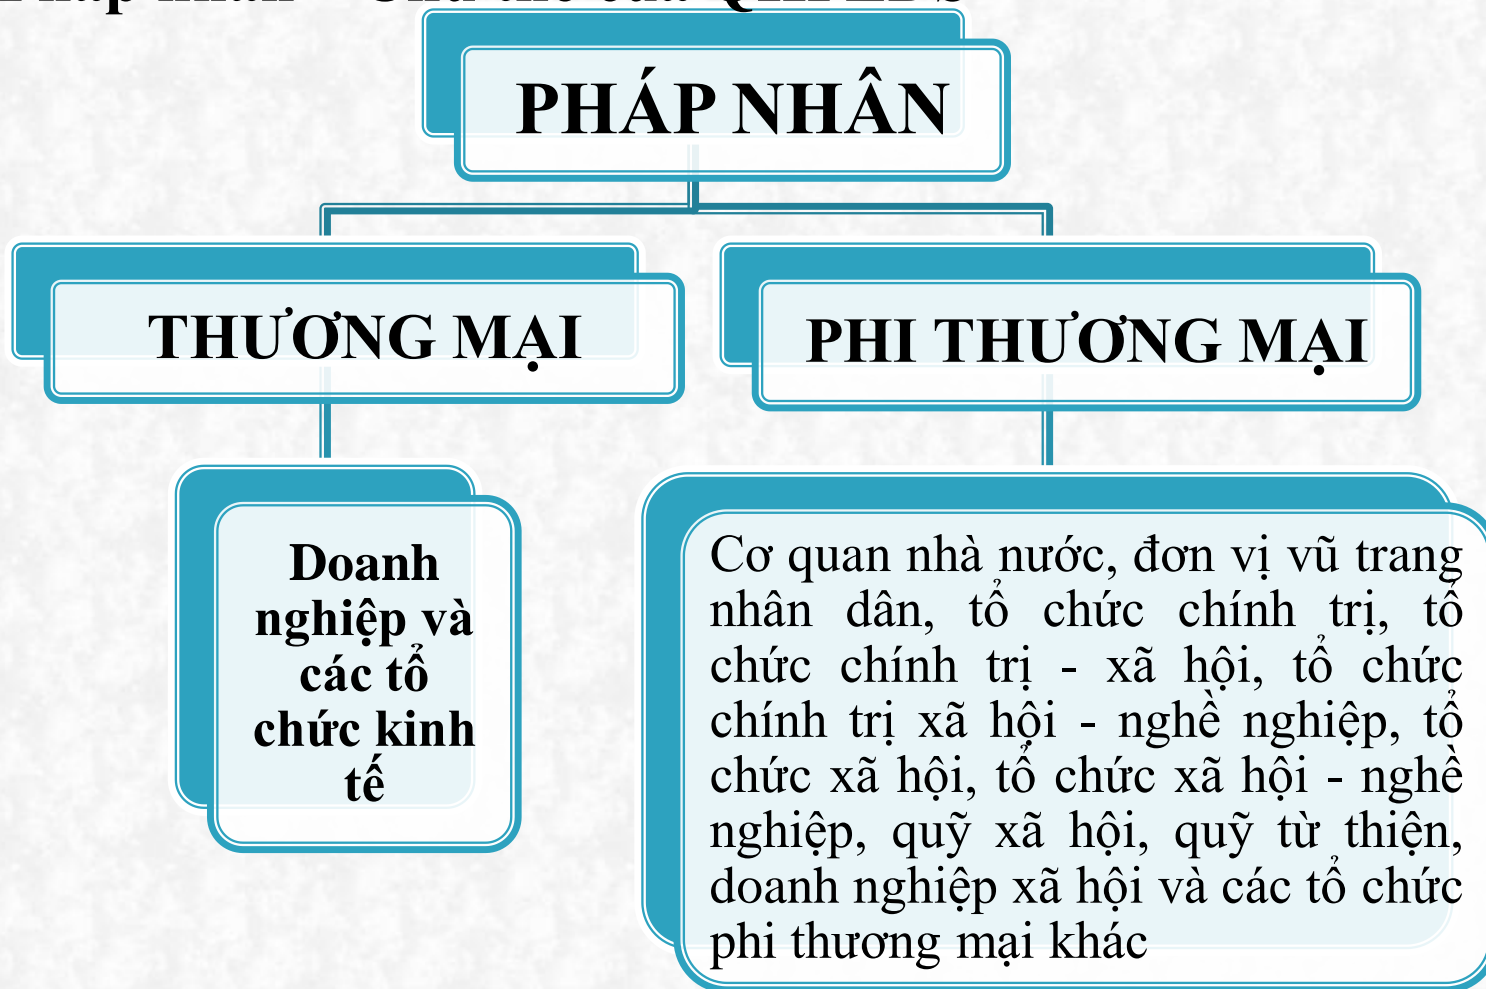 PHÁP NHÂN
THƯƠNG MẠI
PHI THƯƠNG MẠI
Doanh
nghiệp và
các tổ
chức kinh
tế
Cơ quan nhà nước, đơn vị vũ trang
nhân dân, tổ chức chính trị, tổ
chức chính trị - xã hội, tổ chức
chính trị xã hội - nghề nghiệp, tổ
chức xã hội, tổ chức xã hội - nghề
nghiệp, quỹ xã hội, quỹ từ thiện,
doanh nghiệp xã hội và các tổ chức
phi thương mại khác